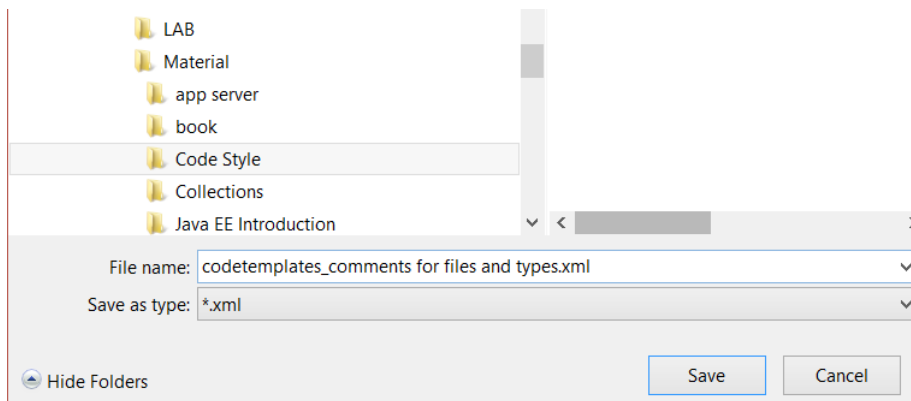 LAB
Material
app server
book
Code Style
Collections
Java EE Introduction
File name: codetemplates_comments for files and types.xml
Save as type: *.xml
Hide Folders Save Cancel